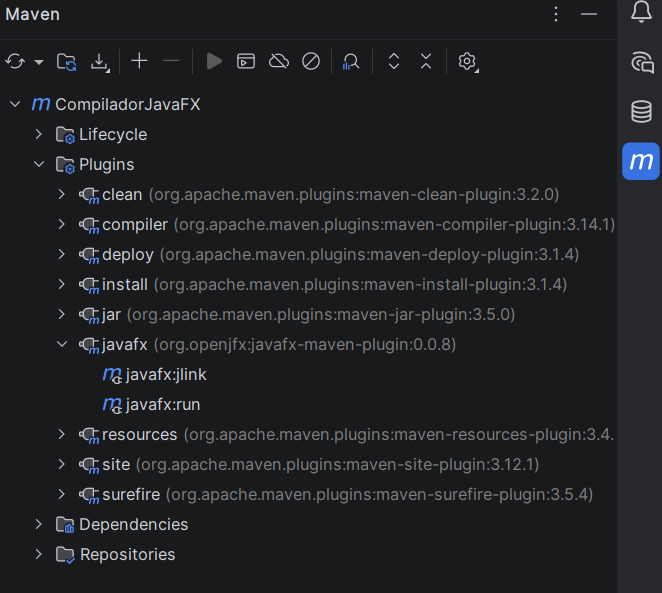 Maven
CompiladorJavaFX
Lifecycle
Plugins
clean (org.apache.maven.plugins:maven-clean-plugin:3.2.0)
compiler (org.apache.maven.plugins:maven-compiler-plugin:3.14.1)
deploy (org.apache.maven.plugins:maven-deploy-plugin:3.1.4)
install (org.apache.maven.plugins:maven-install-plugin:3.1.4)
jar (org.apache.maven.plugins:maven-jar-plugin:3.5.0)
javafx (org.openjfx:javafx-maven-plugin:0.0.8)
javafx:jlink
javafx:run
resources (org.apache.maven.plugins:maven-resources-plugin:3.4.
site (org.apache.maven.plugins:maven-site-plugin:3.12.1)
surefire (org.apache.maven.plugins:maven-surefire-plugin:3.5.4)
Dependencies
Repositories